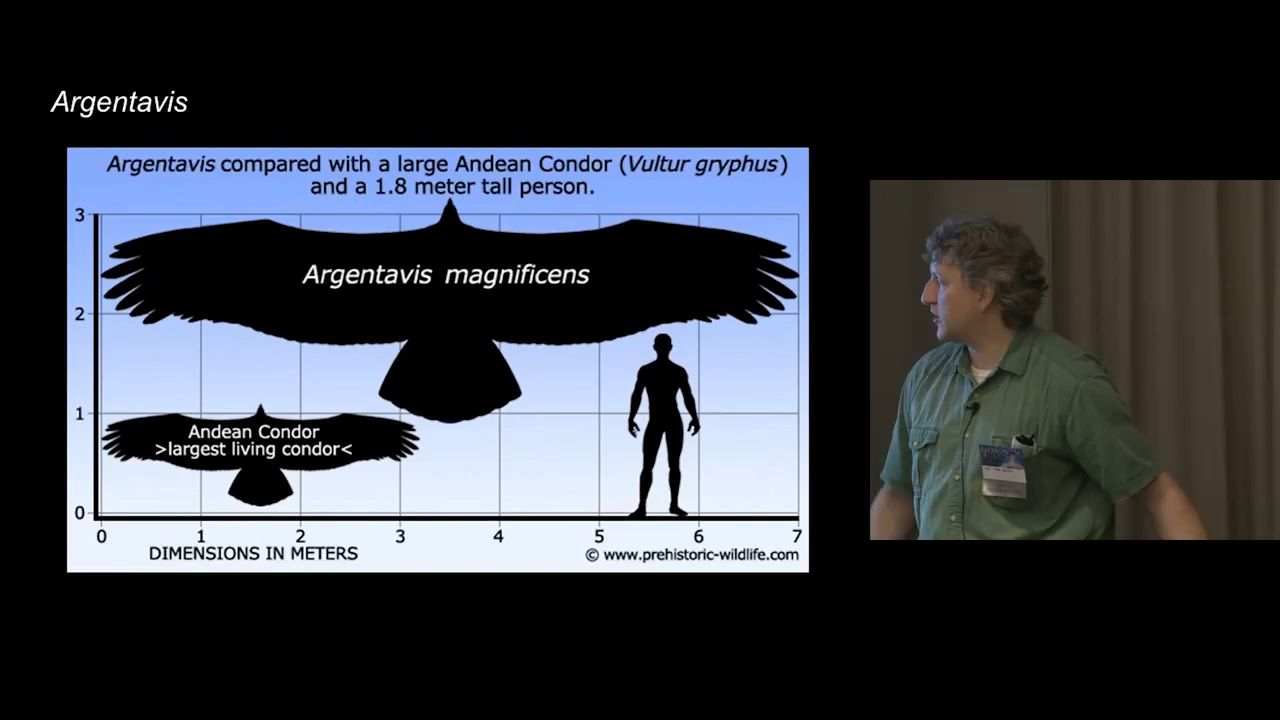 Argentavis
Argentavis compared with a large Andean Condor (Vultur gryphus)
and a 1.8 meter tall person.
3
Argentavis magnificens
2
1
Andean Condor
>largest living condor<
0
0 1 2 3 4 5 6 7
DIMENSIONS IN METERS
© www.prehistoric-wildlife.com